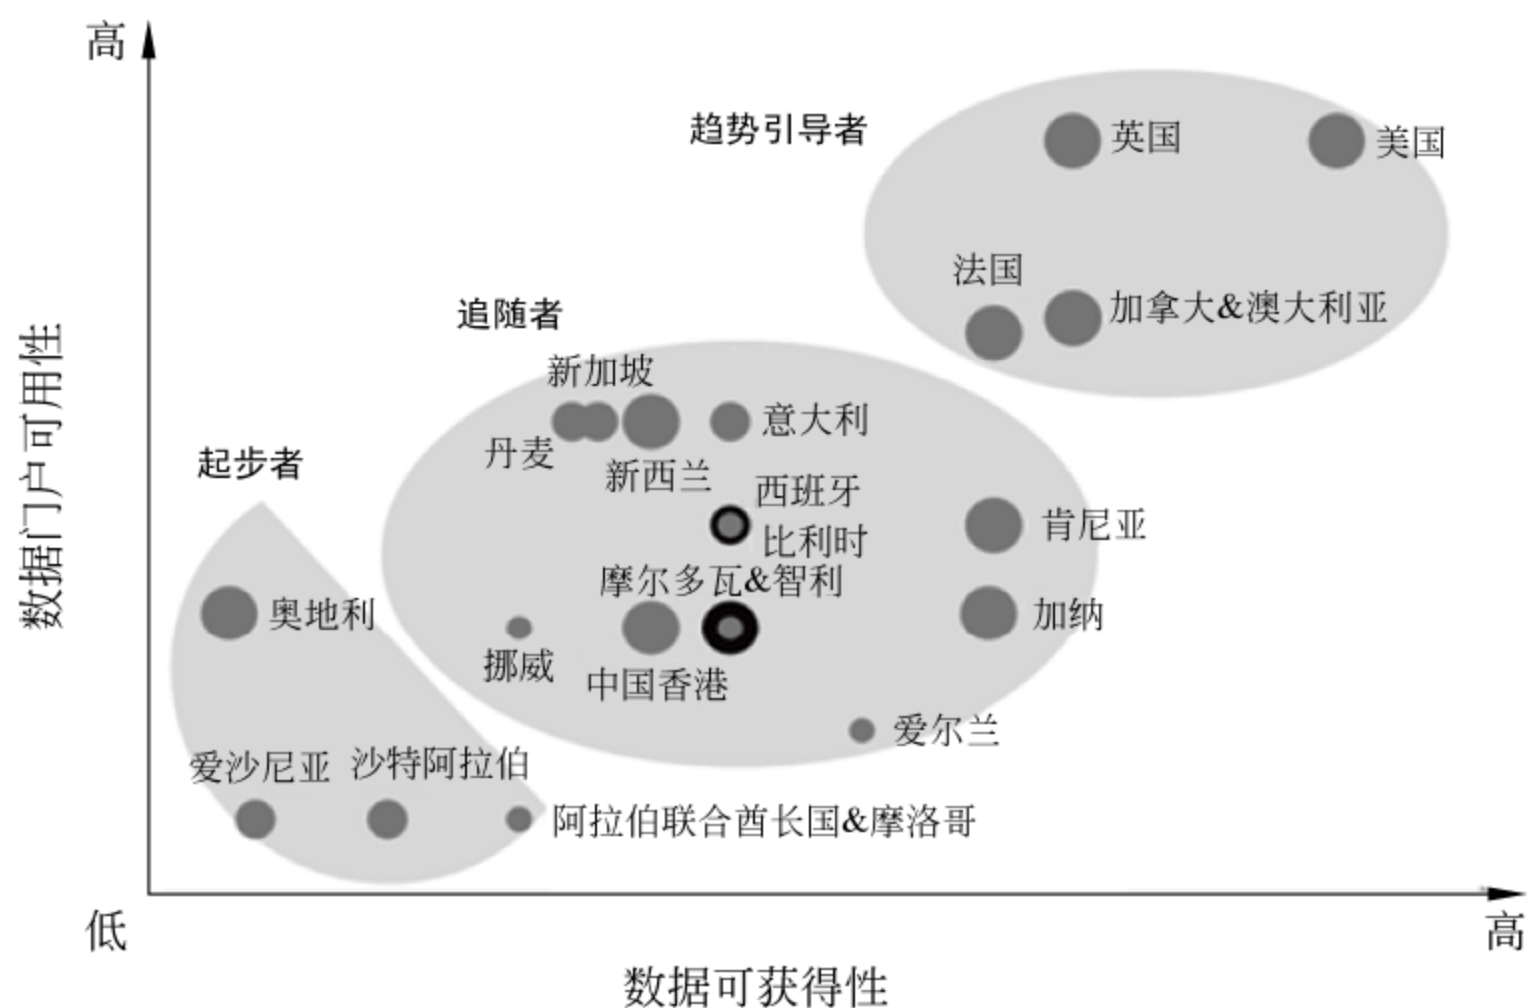 高
趋势引导者
英国
美国
法国
加拿大&澳大利亚
追随者
新加坡
意大利
丹麦
新西兰
西班牙
比利时
肯尼亚
起步者
摩尔多瓦&智利
奥地利
加纳
挪威
中国香港
爱尔兰
爱沙尼亚
沙特阿拉伯
阿拉伯联合酋长国&摩洛哥
数据门户可用性
低
高
数据可获得性